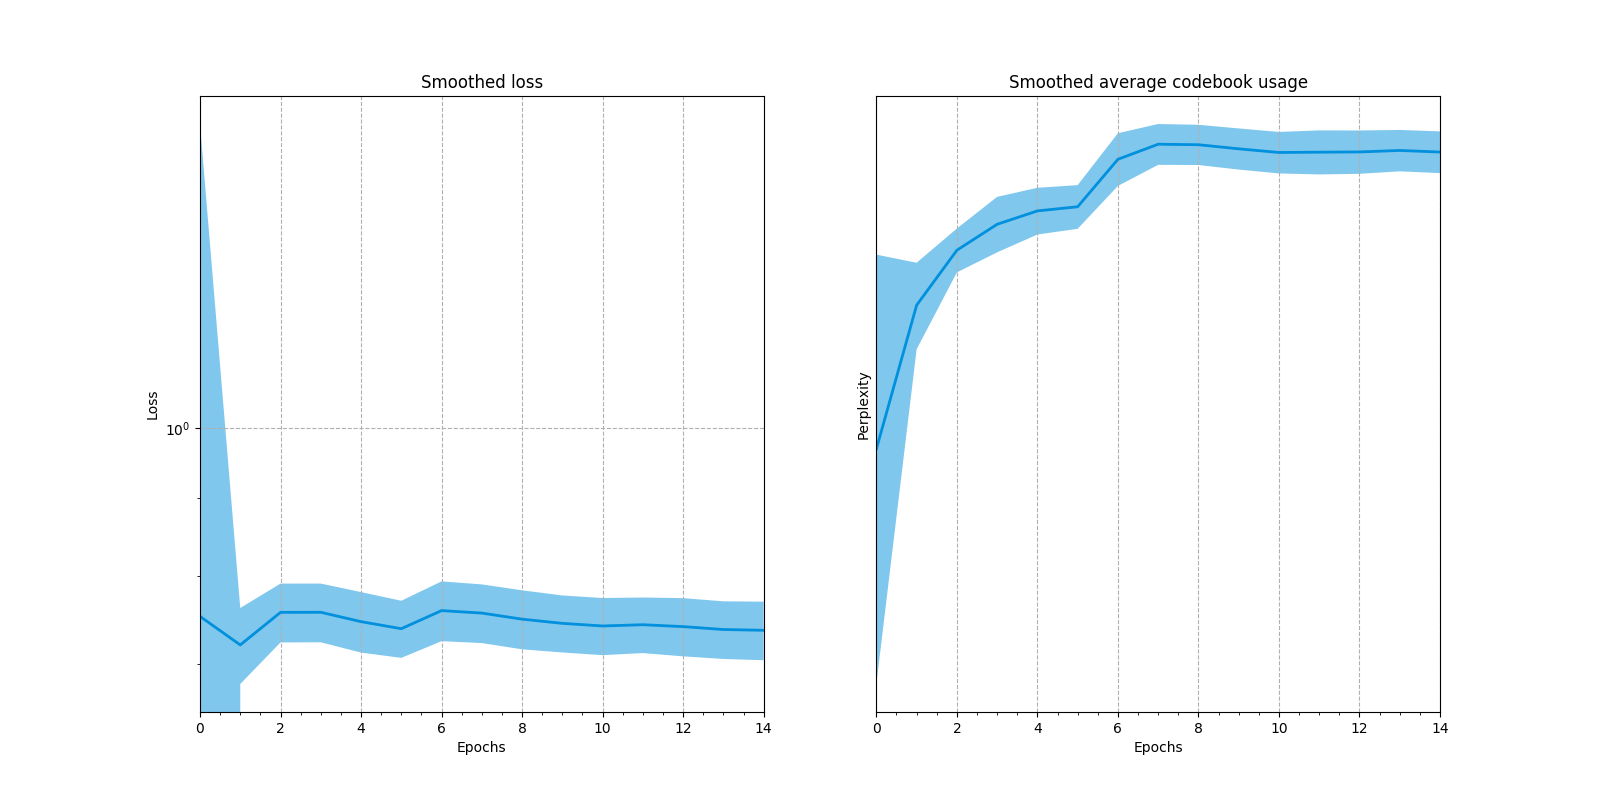 Smoothed loss
Loss
10⁰
0 2 4 6 8 10 12 14
Epochs
Smoothed average codebook usage
Perplexity
0 2 4 6 8 10 12 14
Epochs